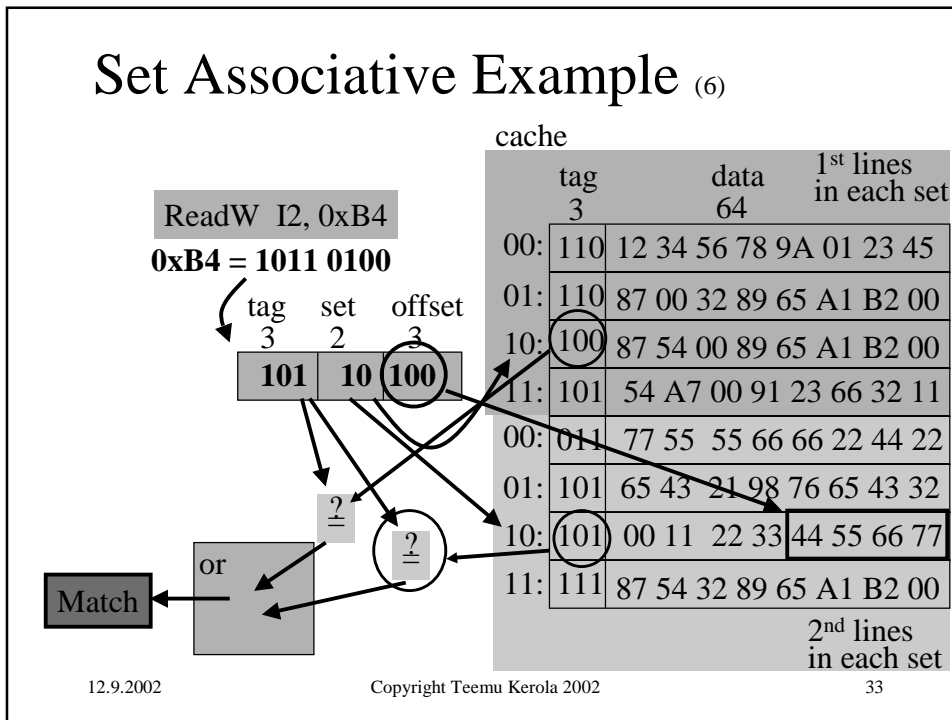 Set Associative Example (6)
cache
tag data 1st lines
3 64 in each set
ReadW I2, 0xB4
0xB4 = 1011 0100
tag set offset
3 2 3
101 10 100
00: 110 12 34 56 78 9A 01 23 45
01: 110 87 00 32 89 65 A1 B2 00
10: 100 87 54 00 89 65 A1 B2 00
11: 101 54 A7 00 91 23 66 32 11
00: 011 77 55 55 66 66 22 44 22
01: 101 65 43 21 98 76 65 43 32
10: 101 00 11 22 33 44 55 66 77
11: 111 87 54 32 89 65 A1 B2 00
?
=
?
=
or
Match
2nd lines
in each set
12.9.2002 Copyright Teemu Kerola 2002 33